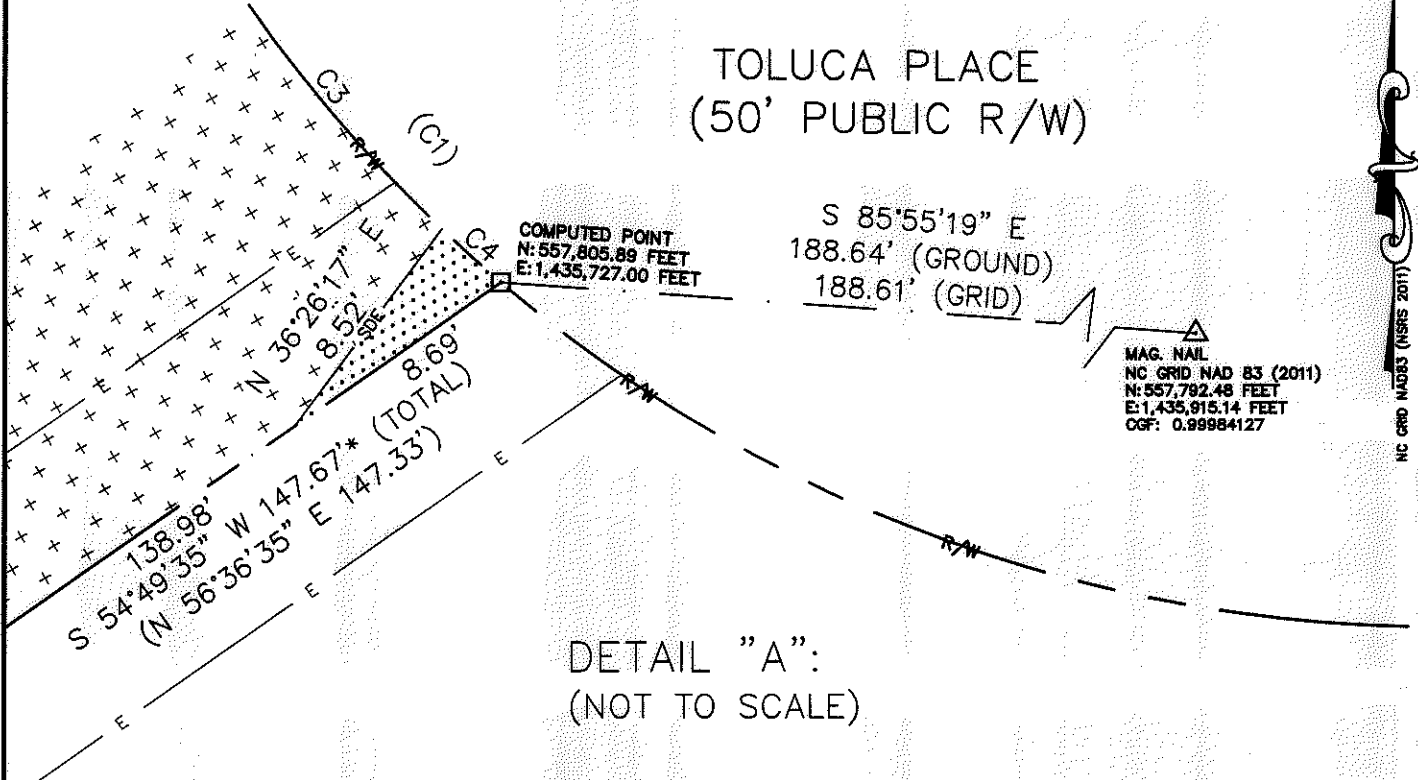 TOLUCA PLACE
(50' PUBLIC R/W)
C3
(C1)
R/W
C4
COMPUTED POINT
N: 557,805.89 FEET
E: 1,435,727.00 FEET
S 85°55'19" E
188.64' (GROUND)
188.61' (GRID)
MAG. NAIL
NC GRID NAD 83 (2011)
N: 557,792.48 FEET
E: 1,435,915.14 FEET
CGF: 0.99984127
NC GRID NAD83 (NSRS 2011)
N 36°26'17" E
8.52'
SDE
8.69'
138.98'
S 54°49'35" W 147.67'* (TOTAL)
(N 56°36'35" E 147.33')
E
E
E
E
E
R/W
R/W
DETAIL "A":
(NOT TO SCALE)